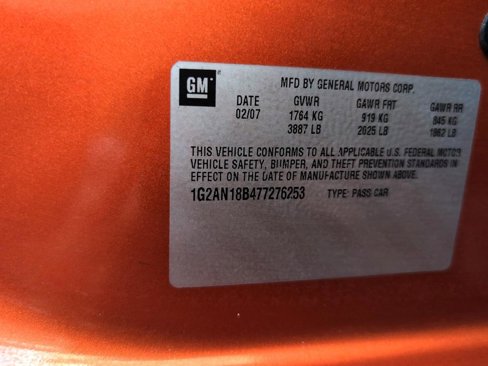 GM
MFD BY GENERAL MOTORS CORP.
DATE GVWR GAWR FRT GAWR RR
02/07 1764 KG 919 KG 845 KG
3887 LB 2025 LB 1862 LB
THIS VEHICLE CONFORMS TO ALL APPLICABLE U.S. FEDERAL MOTOR
VEHICLE SAFETY, BUMPER, AND THEFT PREVENTION STANDARDS IN
EFFECT ON THE DATE OF MANUFACTURE SHOWN ABOVE.
1G2AN18B477276253 TYPE: PASS CAR